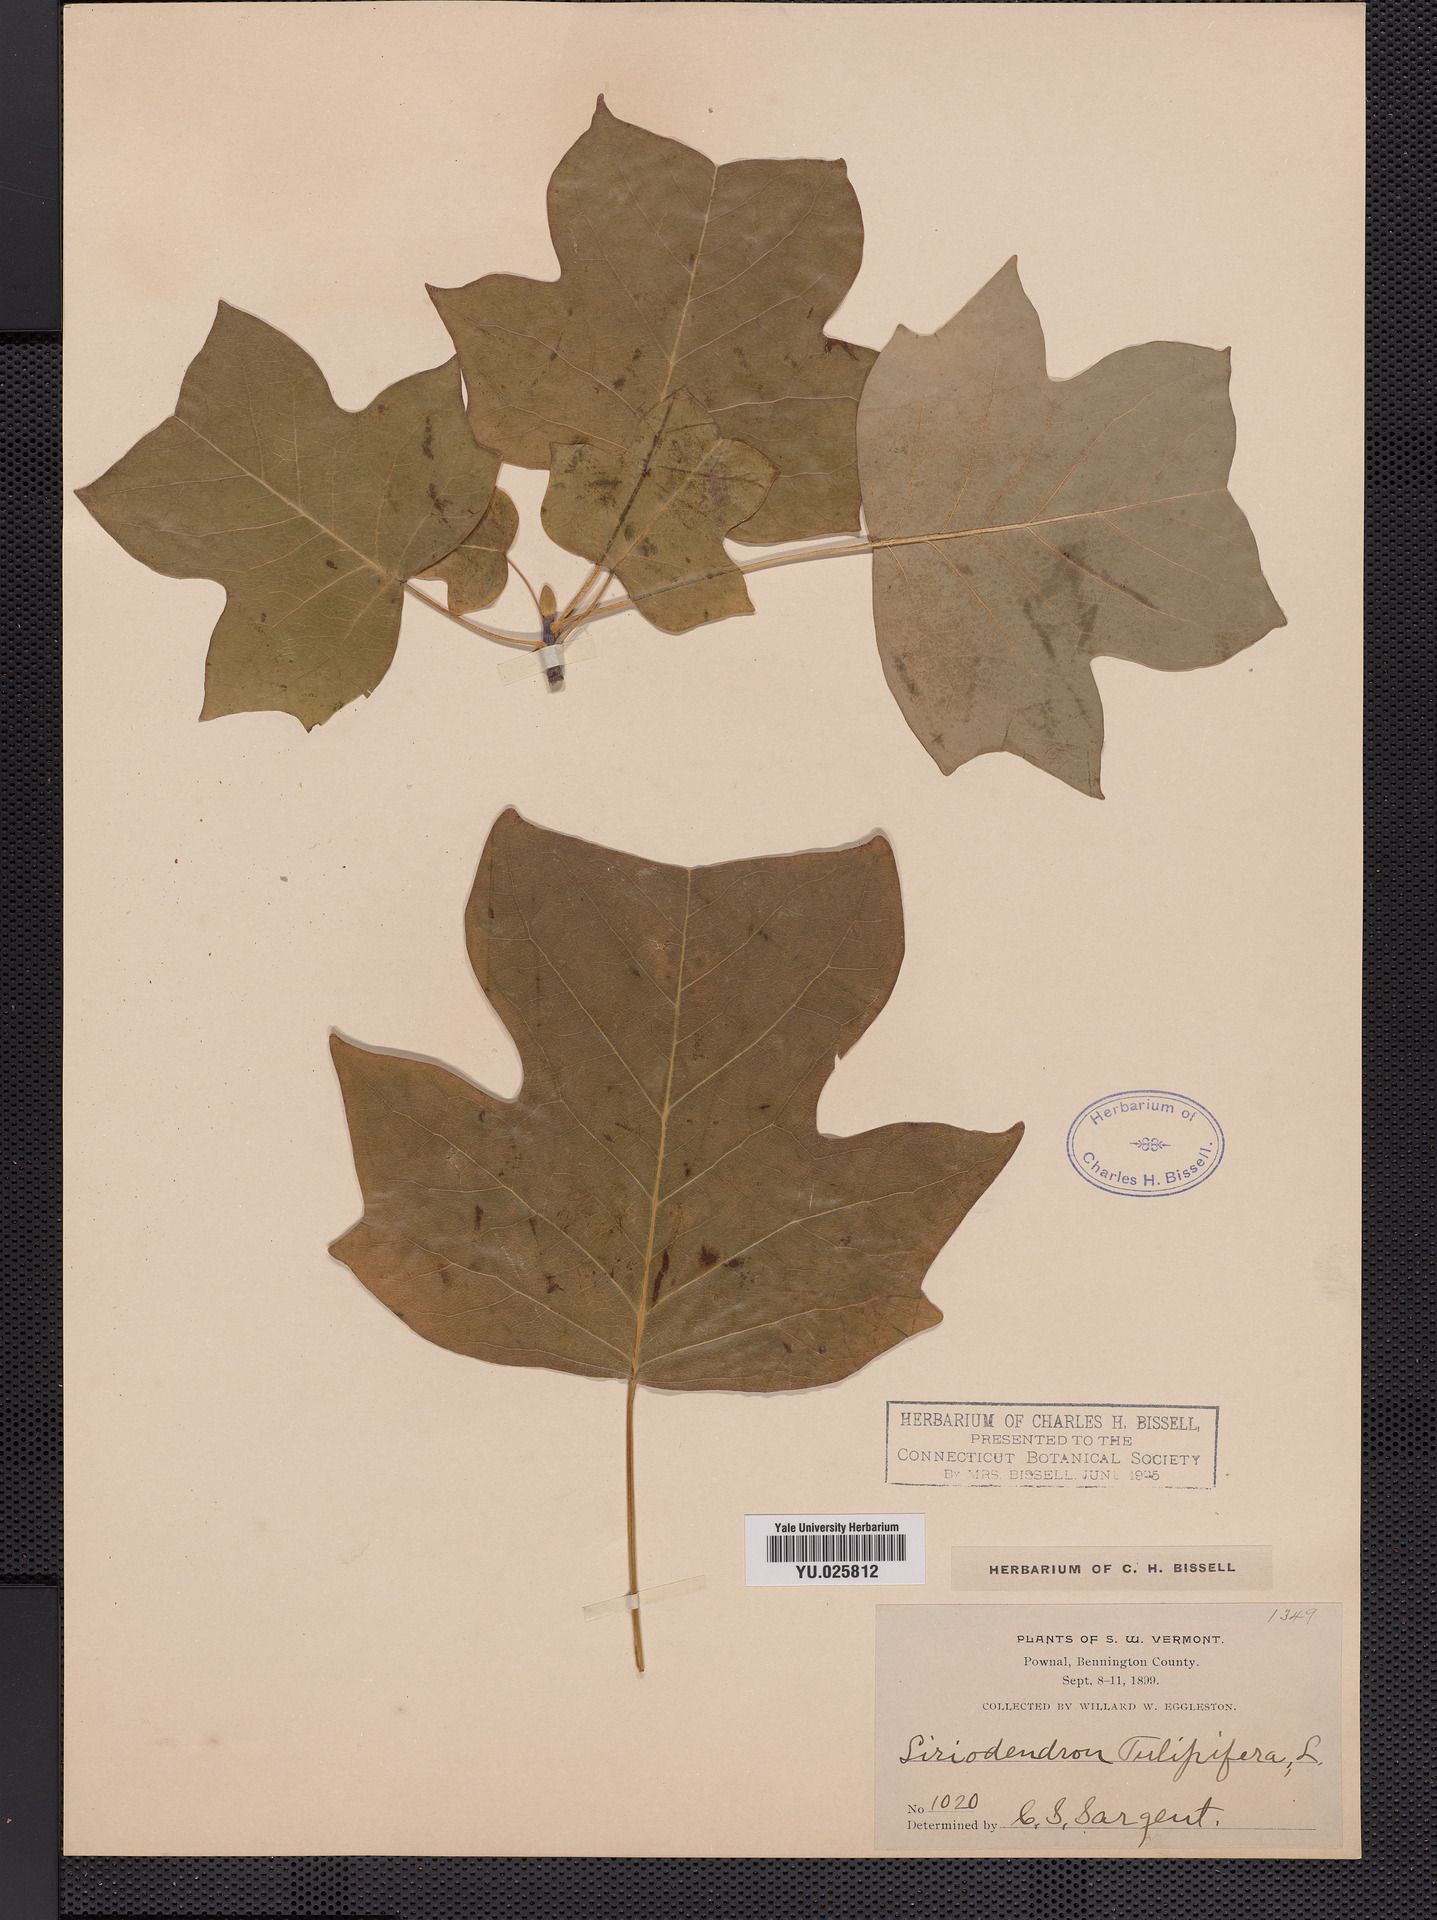 Herbarium of
Charles H. Bissell.
HERBARIUM OF CHARLES H. BISSELL,
PRESENTED TO THE
CONNECTICUT BOTANICAL SOCIETY
BY MRS. BISSELL, JUNE 1925
Yale University Herbarium
YU.025812
HERBARIUM OF C. H. BISSELL
1349
PLANTS OF S. W. VERMONT.
Pownal, Bennington County.
Sept. 8-11, 1899.
COLLECTED BY WILLARD W. EGGLESTON.
Liriodendron Tulipifera, L.
No 1020
Determined by C. S. Sargent.